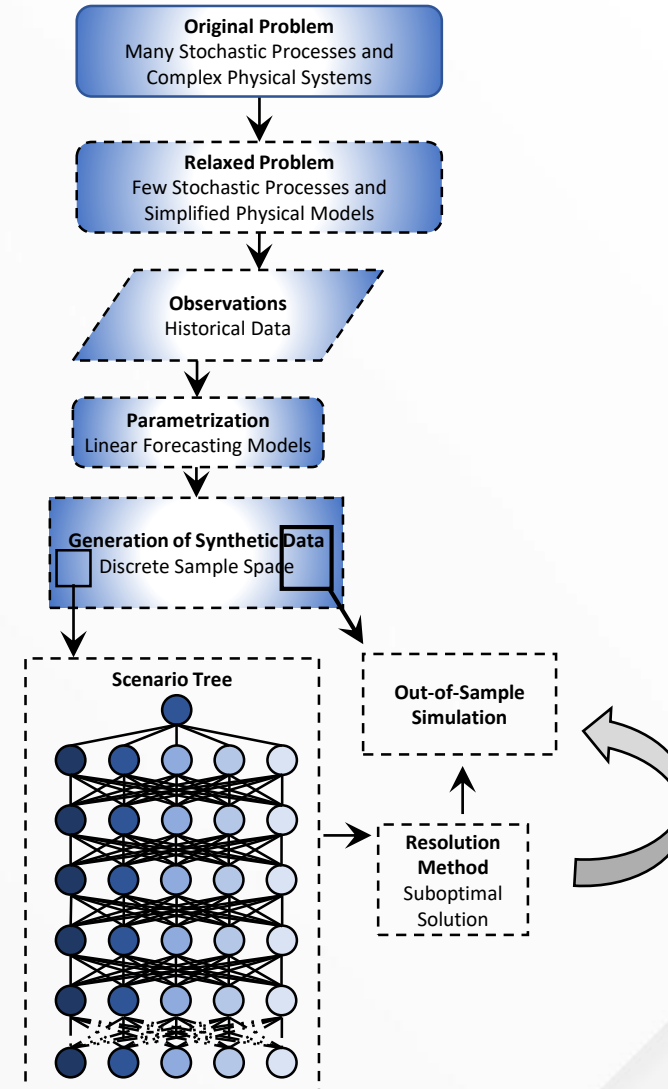 Original Problem
Many Stochastic Processes and
Complex Physical Systems
Relaxed Problem
Few Stochastic Processes and
Simplified Physical Models
Observations
Historical Data
Parametrization
Linear Forecasting Models
Generation of Synthetic Data
Discrete Sample Space
Scenario Tree
Out-of-Sample
Simulation
Resolution
Method
Suboptimal
Solution